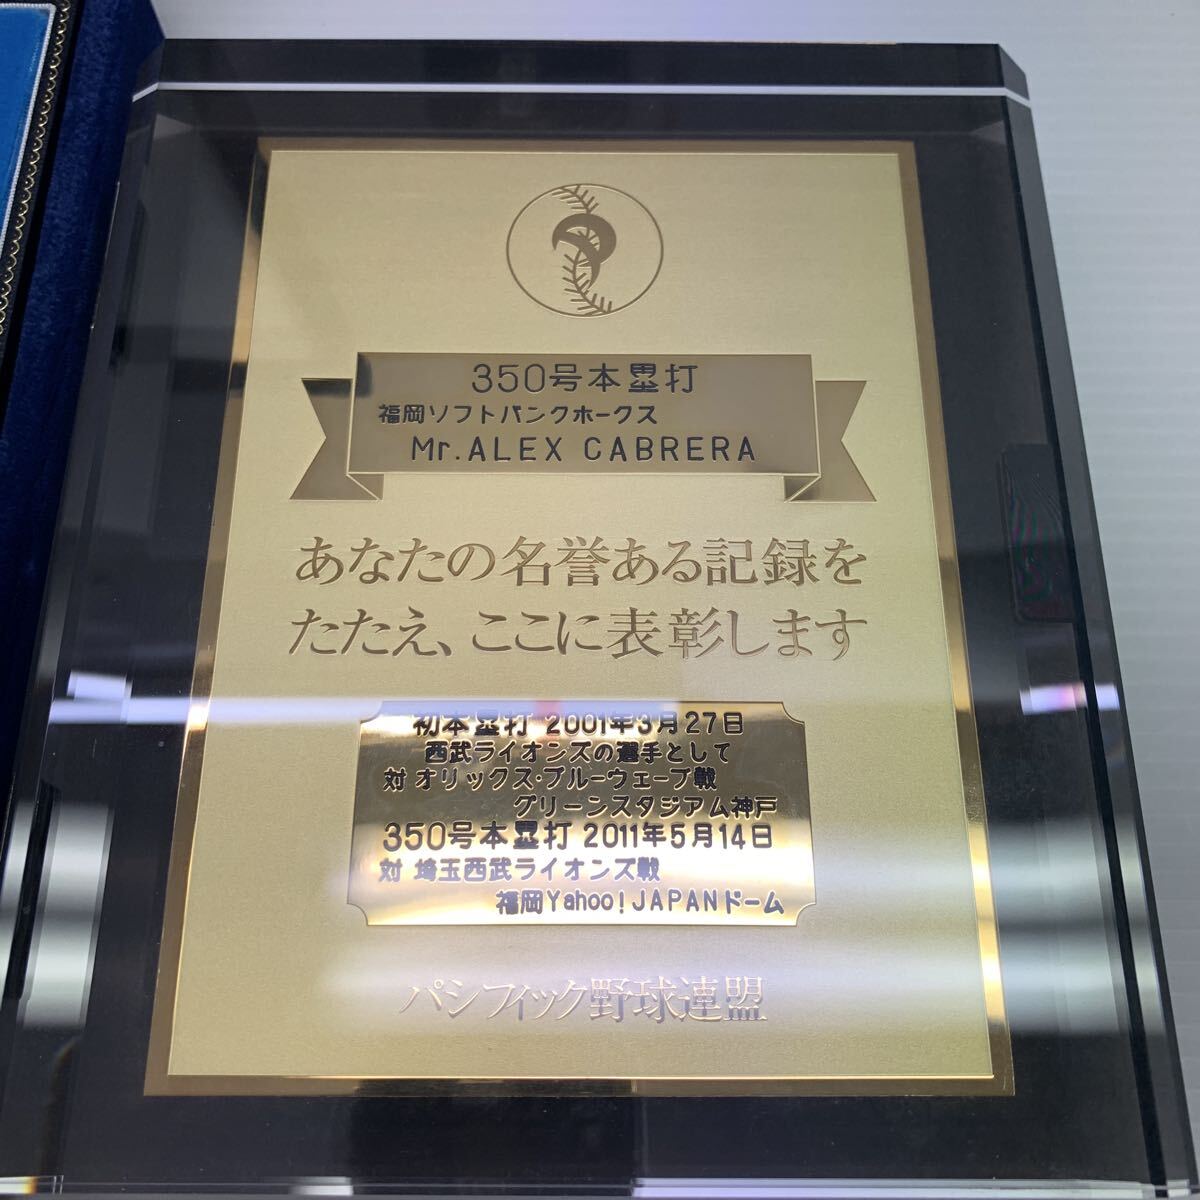 350号本塁打
福岡ソフトバンクホークス
Mr.ALEX CABRERA
あなたの名誉ある記録を
たたえ、ここに表彰します
初本塁打 2001年3月27日
西武ライオンズの選手として
対 オリックス・ブルーウェーブ戦
グリーンスタジアム神戸
350号本塁打 2011年5月14日
対 埼玉西武ライオンズ戦
福岡Yahoo!JAPANドーム
パシフィック野球連盟